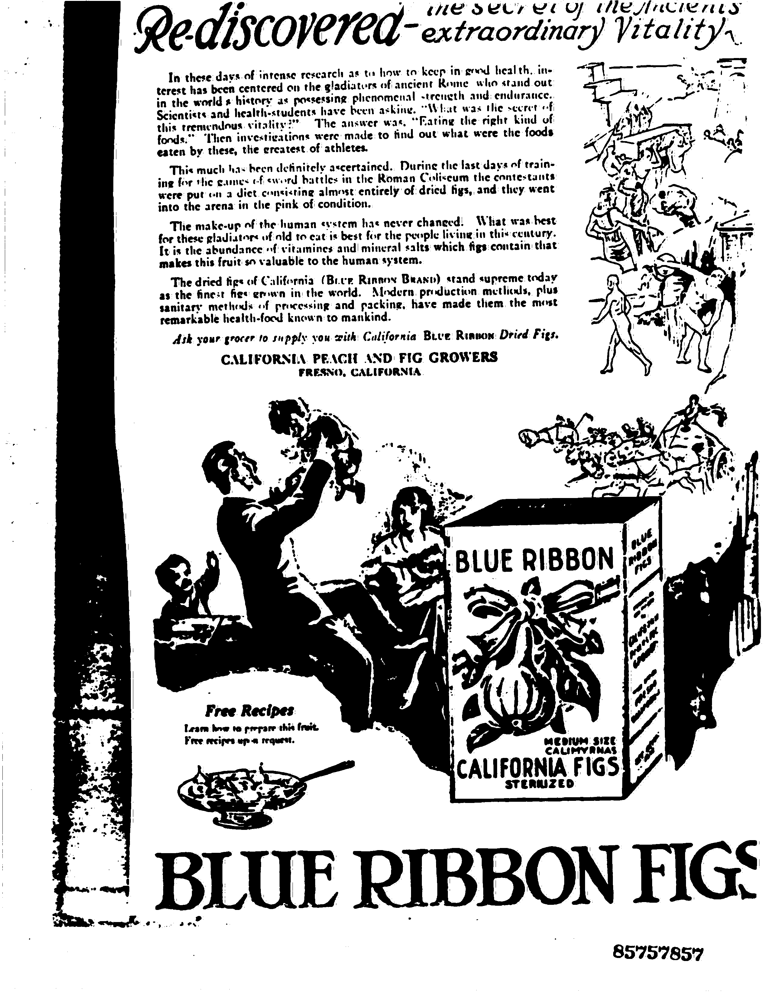 Re-discovered- the Secret of the Ancients
extraordinary Vitality
In these days of intense research as to how to keep in good health, in-
terest has been centered on the gladiators of ancient Rome who stand out
in the world's history as possessing phenomenal strength and endurance.
Scientists and health-students have been asking, "What was the secret of
this tremendous vitality?" The answer was, "Eating the right kind of
foods." Then investigations were made to find out what were the foods
eaten by these, the greatest of athletes.
This much has been definitely ascertained. During the last days of train-
ing for the games of sword battles in the Roman Coliseum the contestants
were put on a diet consisting almost entirely of dried figs, and they went
into the arena in the pink of condition.
The make-up of the human system has never changed. What was best
for these gladiators of old to eat is best for the people living in this century.
It is the abundance of vitamines and mineral salts which figs contain that
makes this fruit so valuable to the human system.
The dried figs of California (BLUE RIBBON BRAND) stand supreme today
as the finest figs grown in the world. Modern production methods, plus
sanitary methods of processing and packing, have made them the most
remarkable health-food known to mankind.
Ask your grocer to supply you with California BLUE RIBBON Dried Figs.
CALIFORNIA PEACH AND FIG GROWERS
FRESNO, CALIFORNIA
BLUE RIBBON
MEDIUM SIZE
CALIMYRNAS
CALIFORNIA FIGS
STERILIZED
BLUE
RIBBON
FIGS
Free Recipes
Learn how to prepare this fruit.
Free recipes upon request.
BLUE RIBBON FIGS
85757857